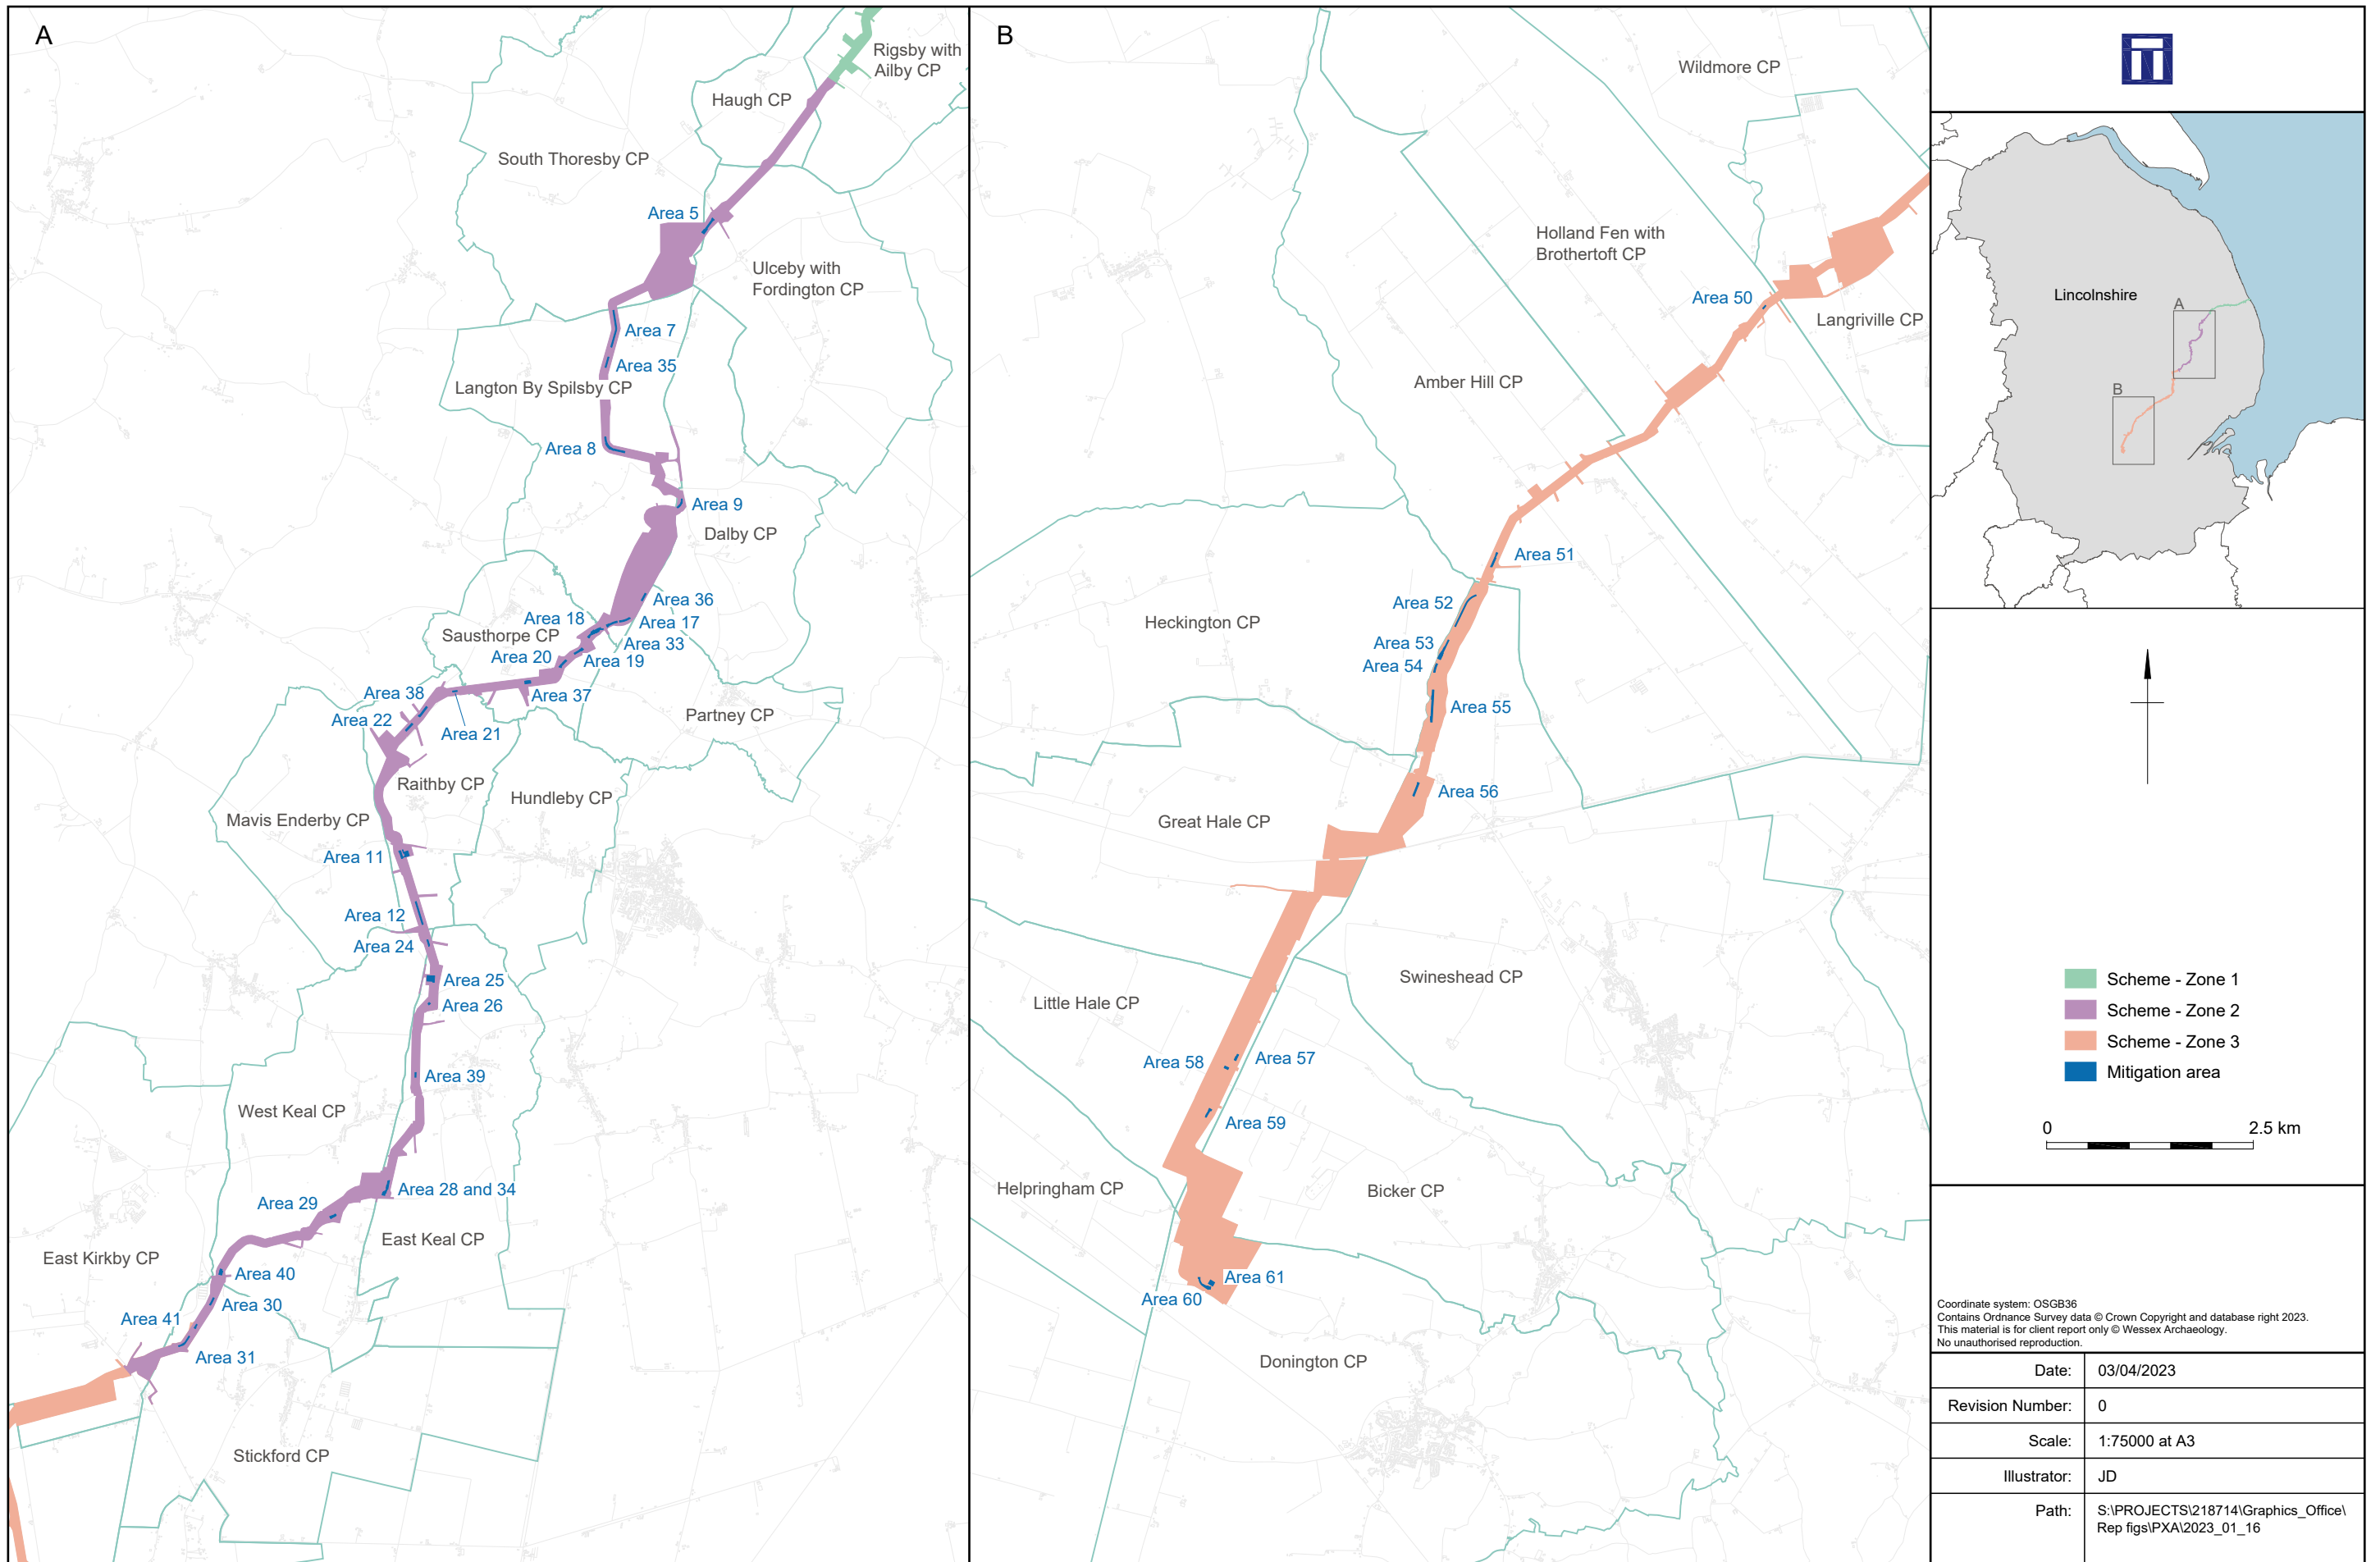 A
Rigsby with
Ailby CP
Haugh CP
South Thoresby CP
Area 5
Ulceby with
Fordington CP
Area 7
Area 35
Langton By Spilsby CP
Area 8
Area 9
Dalby CP
Area 36
Area 18
Area 17
Sausthorpe CP
Area 33
Area 20
Area 19
Area 38
Area 37
Area 22
Partney CP
Area 21
Raithby CP
Hundleby CP
Mavis Enderby CP
Area 11
Area 12
Area 24
Area 25
Area 26
Area 39
West Keal CP
Area 28 and 34
Area 29
East Keal CP
East Kirkby CP
Area 40
Area 30
Area 41
Area 31
Stickford CP
B
Wildmore CP
Holland Fen with
Brothertoft CP
Area 50
Langriville CP
Amber Hill CP
Area 51
Area 52
Heckington CP
Area 53
Area 54
Area 55
Area 56
Great Hale CP
Swineshead CP
Little Hale CP
Area 57
Area 58
Area 59
Helpringham CP
Bicker CP
Area 61
Area 60
Donington CP
Lincolnshire
A
B
Scheme - Zone 1
Scheme - Zone 2
Scheme - Zone 3
Mitigation area
0 2.5 km
Coordinate system: OSGB36
Contains Ordnance Survey data © Crown Copyright and database right 2023.
This material is for client report only © Wessex Archaeology.
No unauthorised reproduction.
Date: 03/04/2023
Revision Number: 0
Scale: 1:75000 at A3
Illustrator: JD
Path: S:\PROJECTS\218714\Graphics_Office\
Rep figs\PXA\2023_01_16